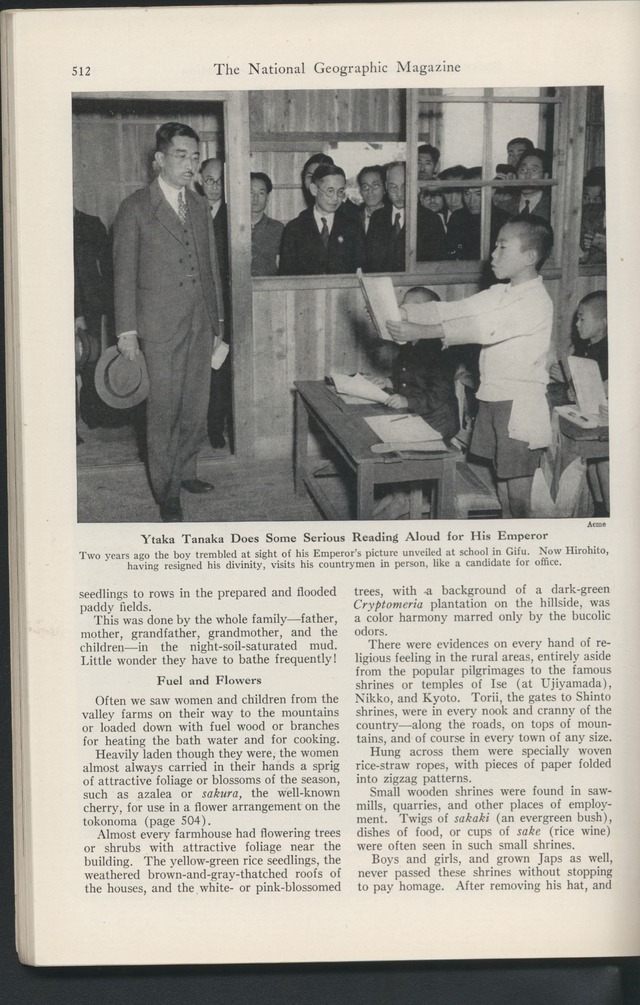 512
The National Geographic Magazine
Acme
Ytaka Tanaka Does Some Serious Reading Aloud for His Emperor
Two years ago the boy trembled at sight of his Emperor's picture unveiled at school in Gifu. Now Hirohito,
having resigned his divinity, visits his countrymen in person, like a candidate for office.
seedlings to rows in the prepared and flooded
paddy fields.
This was done by the whole family—father,
mother, grandfather, grandmother, and the
children—in the night-soil-saturated mud.
Little wonder they have to bathe frequently!
Fuel and Flowers
Often we saw women and children from the
valley farms on their way to the mountains
or loaded down with fuel wood or branches
for heating the bath water and for cooking.
Heavily laden though they were, the women
almost always carried in their hands a sprig
of attractive foliage or blossoms of the season,
such as azalea or sakura, the well-known
cherry, for use in a flower arrangement on the
tokonoma (page 504).
Almost every farmhouse had flowering trees
or shrubs with attractive foliage near the
building. The yellow-green rice seedlings, the
weathered brown-and-gray-thatched roofs of
the houses, and the white- or pink-blossomed
trees, with a background of a dark-green
Cryptomeria plantation on the hillside, was
a color harmony marred only by the bucolic
odors.
There were evidences on every hand of re-
ligious feeling in the rural areas, entirely aside
from the popular pilgrimages to the famous
shrines or temples of Ise (at Ujiyamada),
Nikko, and Kyoto. Torii, the gates to Shinto
shrines, were in every nook and cranny of the
country—along the roads, on tops of moun-
tains, and of course in every town of any size.
Hung across them were specially woven
rice-straw ropes, with pieces of paper folded
into zigzag patterns.
Small wooden shrines were found in saw-
mills, quarries, and other places of employ-
ment. Twigs of sakaki (an evergreen bush),
dishes of food, or cups of sake (rice wine)
were often seen in such small shrines.
Boys and girls, and grown Japs as well,
never passed these shrines without stopping
to pay homage. After removing his hat, and